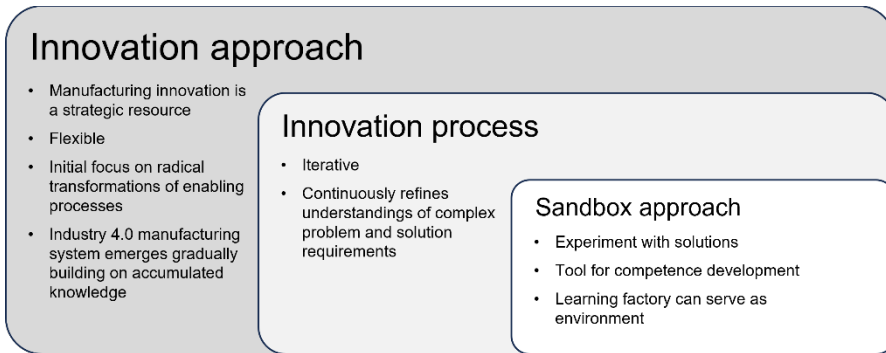 Innovation approach
• Manufacturing innovation is
a strategic resource
• Flexible
• Initial focus on radical
transformations of enabling
processes
• Industry 4.0 manufacturing
system emerges gradually
building on accumulated
knowledge
Innovation process
• Iterative
• Continuously refines
understandings of complex
problem and solution
requirements
Sandbox approach
• Experiment with solutions
• Tool for competence development
• Learning factory can serve as
environment